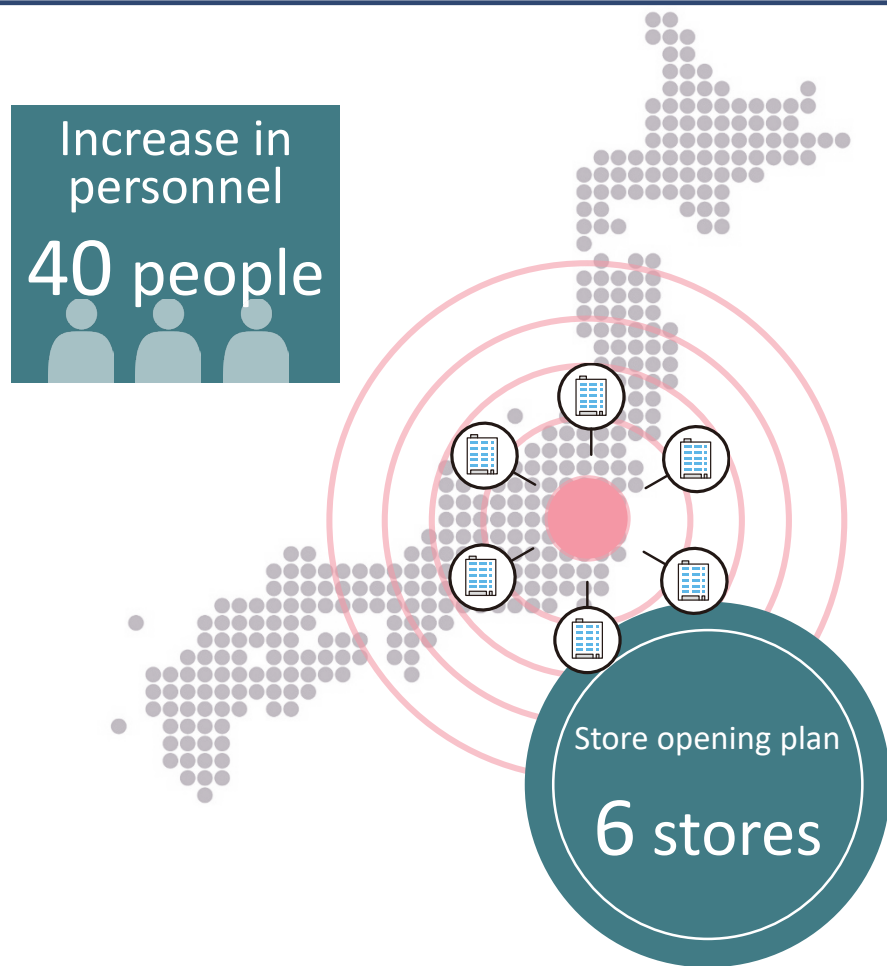 Increase in
personnel
40 people
Store opening plan
6 stores